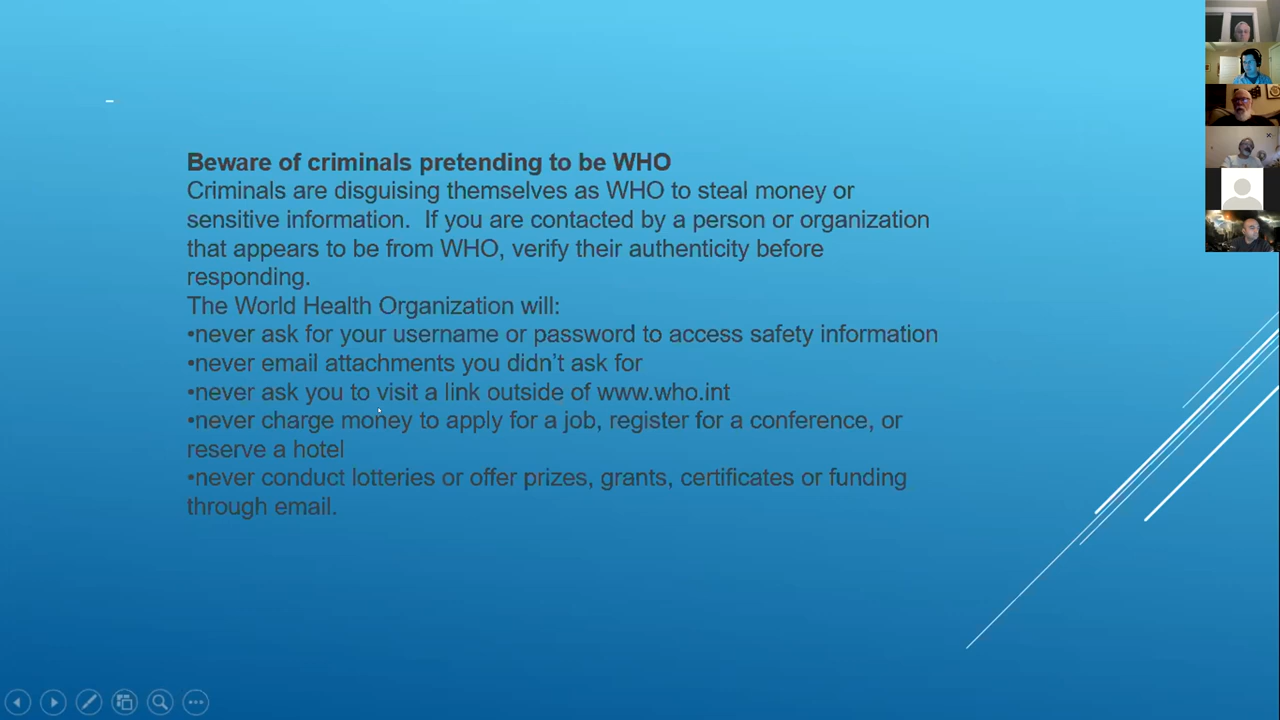 Beware of criminals pretending to be WHO
Criminals are disguising themselves as WHO to steal money or
sensitive information.  If you are contacted by a person or organization
that appears to be from WHO, verify their authenticity before
responding.
The World Health Organization will:
•never ask for your username or password to access safety information
•never email attachments you didn’t ask for
•never ask you to visit a link outside of www.who.int
•never charge money to apply for a job, register for a conference, or
reserve a hotel
•never conduct lotteries or offer prizes, grants, certificates or funding
through email.